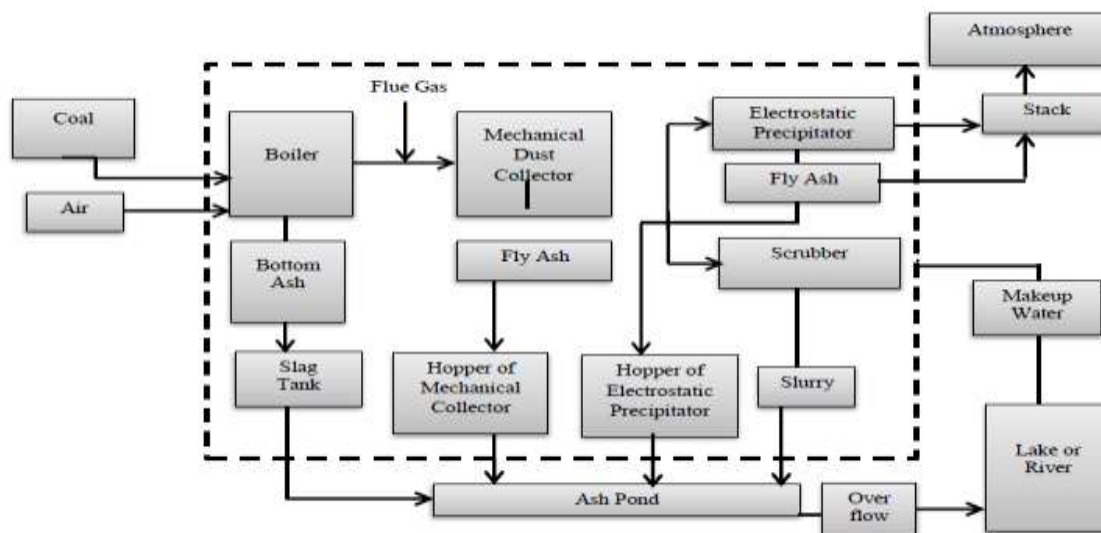 Atmosphere
Flue Gas
Coal
Boiler
Mechanical
Dust
Collector
Electrostatic
Precipitator
Stack
Fly Ash
Air
Bottom
Ash
Fly Ash
Scrubber
Makeup
Water
Slag
Tank
Hopper of
Mechanical
Collector
Hopper of
Electrostatic
Precipitator
Slurry
Lake or
River
Ash Pond
Over
flow